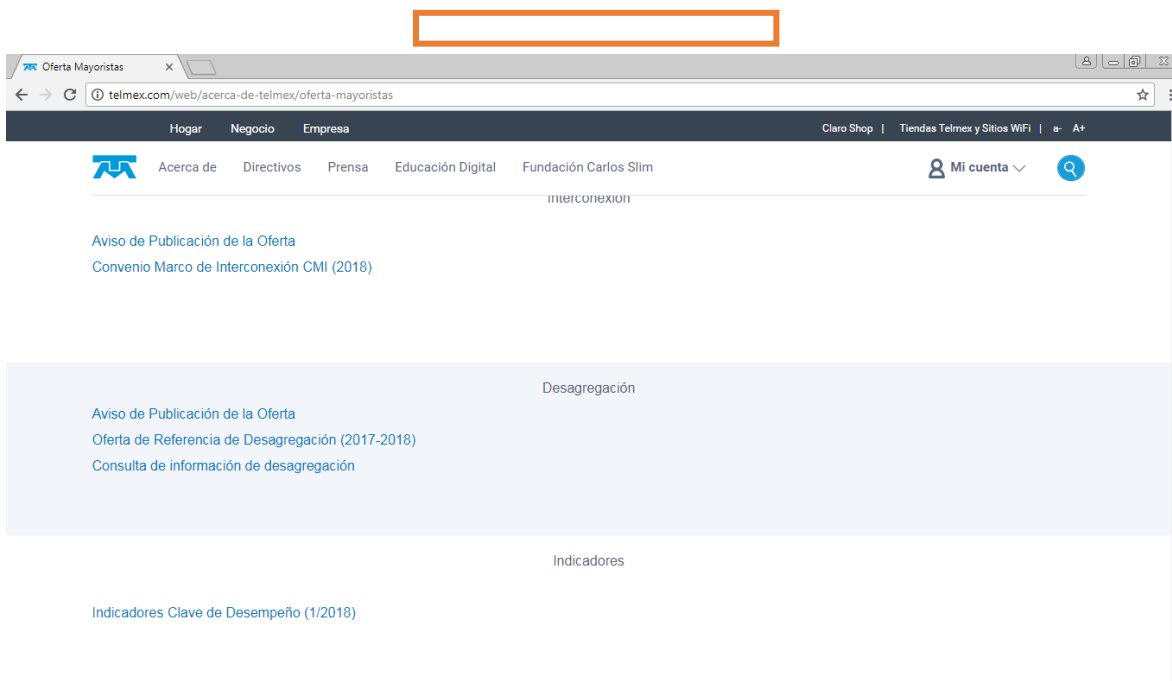 Oferta Mayoristas
telmex.com/web/acerca-de-telmex/oferta-mayoristas
Hogar Negocio Empresa Claro Shop | Tiendas Telmex y Sitios WiFi | a- A+
Acerca de Directivos Prensa Educación Digital Fundación Carlos Slim Mi cuenta
Interconexión
Aviso de Publicación de la Oferta
Convenio Marco de Interconexión CMI (2018)
Desagregación
Aviso de Publicación de la Oferta
Oferta de Referencia de Desagregación (2017-2018)
Consulta de información de desagregación
Indicadores
Indicadores Clave de Desempeño (1/2018)